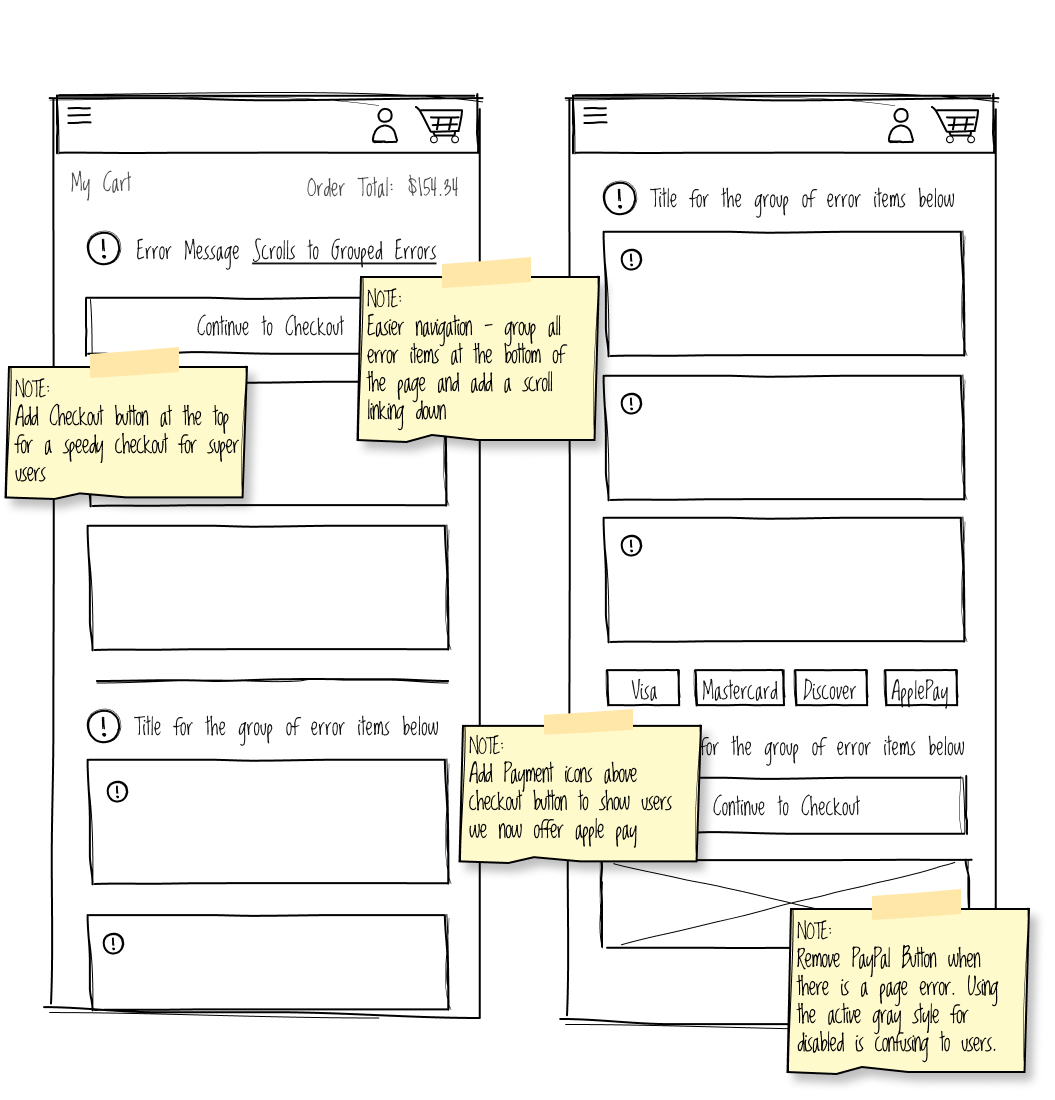 My Cart
Order Total: $154.34
Error Message Scrolls to Grouped Errors
Continue to Checkout
NOTE:
Easier navigation - group all
error items at the bottom of
the page and add a scroll
linking down
NOTE:
Add Checkout button at the top
for a speedy checkout for super
users
Title for the group of error items below
Title for the group of error items below
Visa
Mastercard
Discover
ApplePay
for the group of error items below
NOTE:
Add Payment icons above
checkout button to show users
we now offer apple pay
Continue to Checkout
NOTE:
Remove PayPal Button when
there is a page error. Using
the active gray style for
disabled is confusing to users.